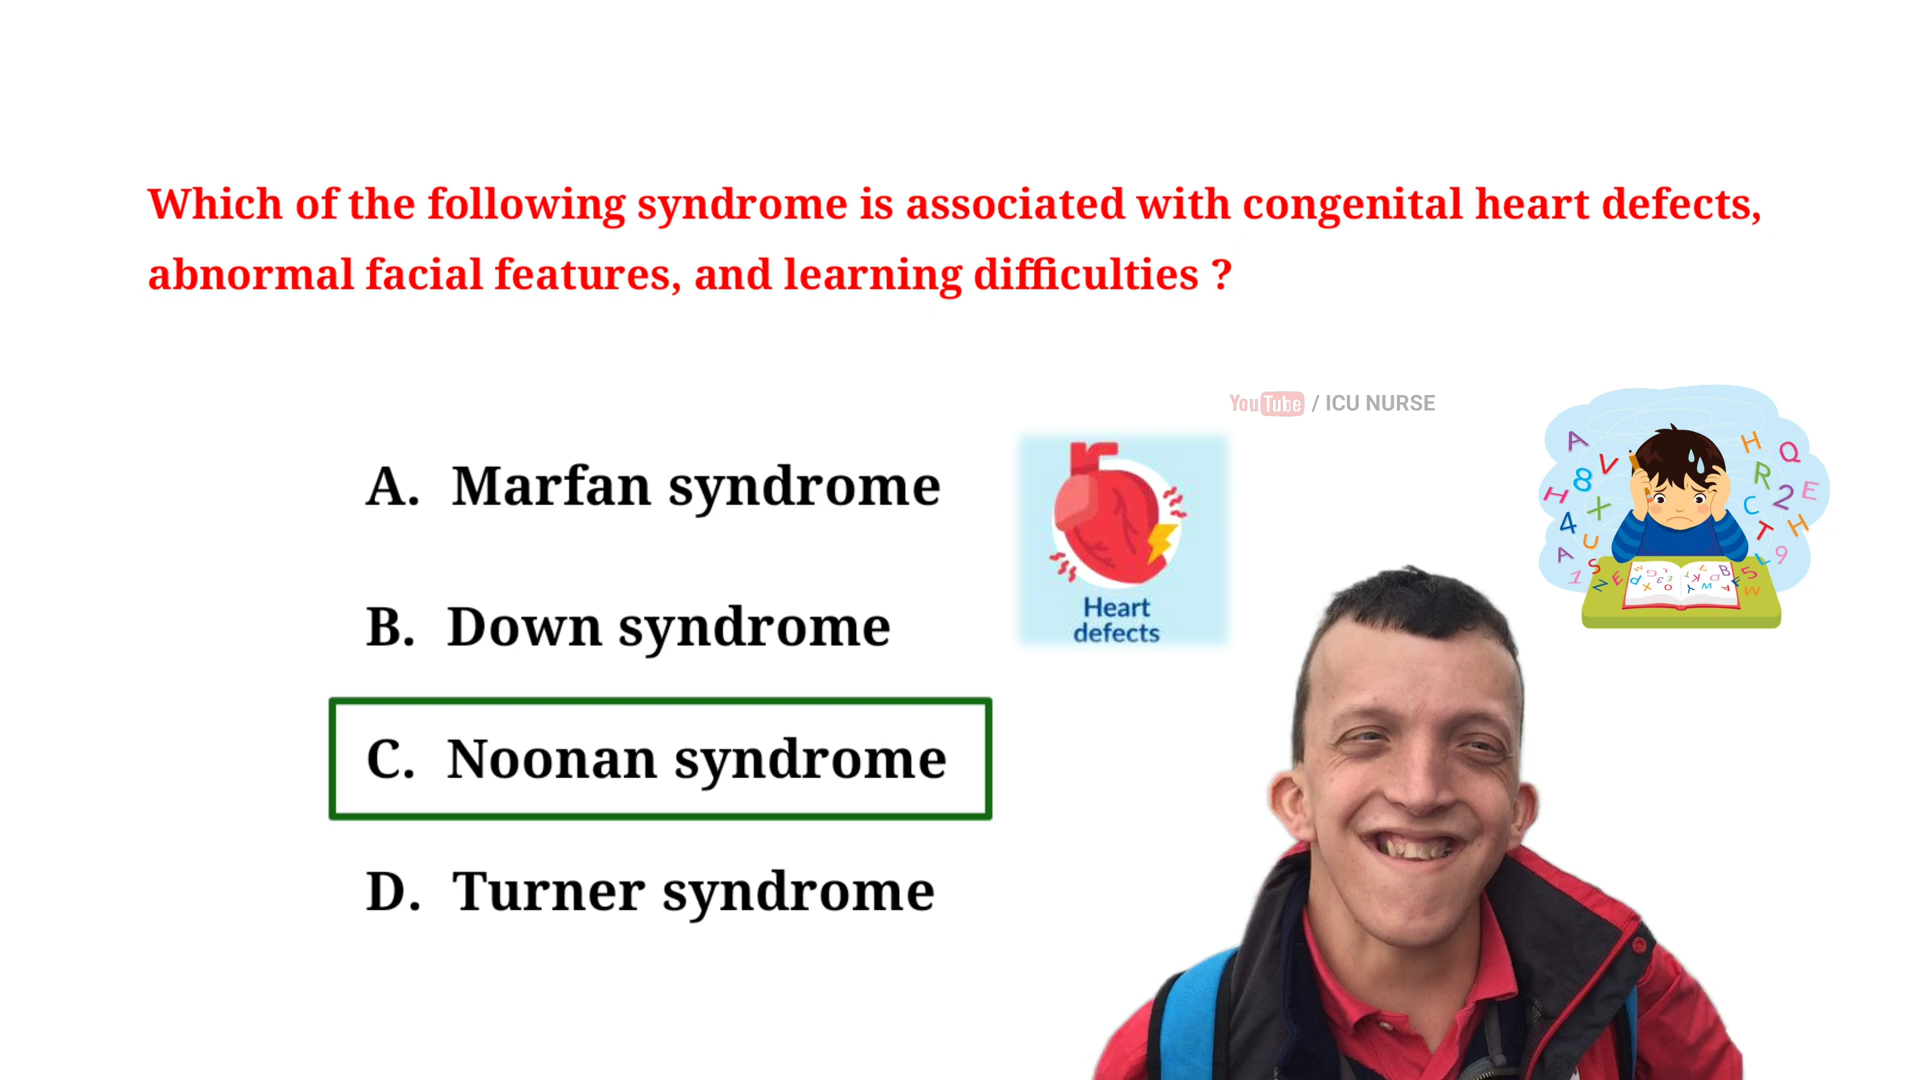 Which of the following syndrome is associated with congenital heart defects,
abnormal facial features, and learning difficulties ?
YouTube / ICU NURSE
A. Marfan syndrome
Heart
defects
B. Down syndrome
C. Noonan syndrome
D. Turner syndrome